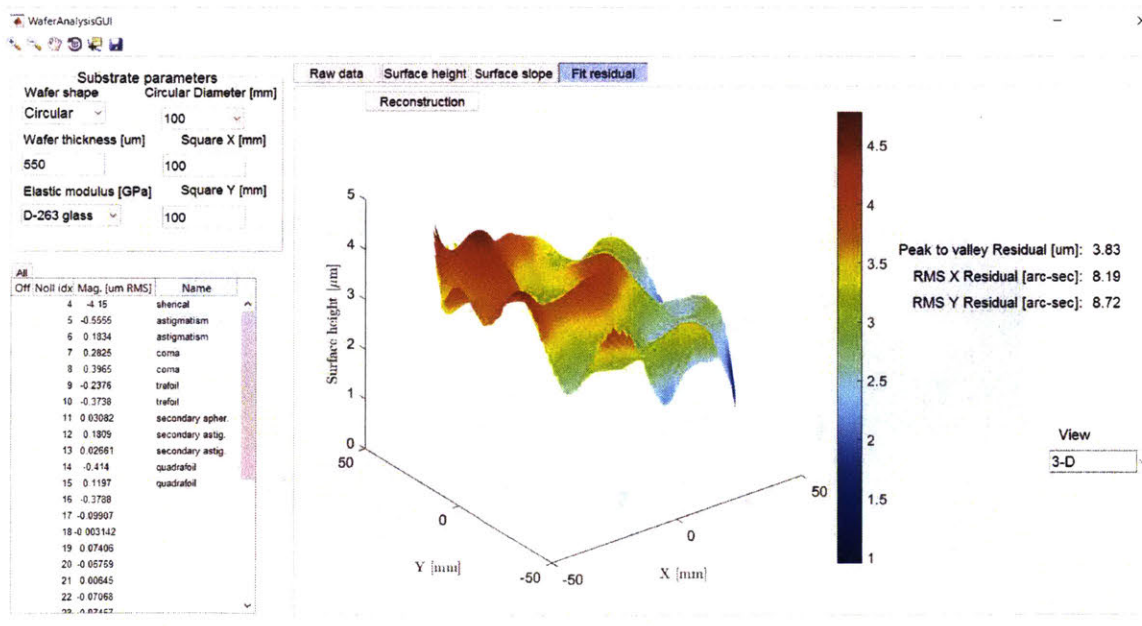 WaferAnalysisGUI
Substrate parameters
Wafer shape Circular Diameter [mm]
Circular 100
Wafer thickness [um] Square X [mm]
550 100
Elastic modulus [GPa] Square Y [mm]
D-263 glass 100
All
Off Noll idx Mag. [um RMS] Name
4 -4.15 sherical
5 -0.5555 astigmatism
6 0.1834 astigmatism
7 0.2825 coma
8 0.3965 coma
9 -0.2376 trefoil
10 -0.3738 trefoil
11 0.03082 secondary spher.
12 0.1809 secondary astig.
13 0.02661 secondary astig.
14 -0.414 quadrafoil
15 0.1197 quadrafoil
16 -0.3788
17 -0.09907
18 -0.003142
19 0.07406
20 -0.05759
21 0.00645
22 -0.07068
23 -0.07457
Raw data Surface height Surface slope Fit residual
Reconstruction
Surface height [μm]
5
4
3
2
1
0
50
0
-50
Y [mm]
-50
0
50
X [mm]
4.5
4
3.5
3
2.5
2
1.5
1
Peak to valley Residual [um]: 3.83
RMS X Residual [arc-sec]: 8.19
RMS Y Residual [arc-sec]: 8.72
View
3-D